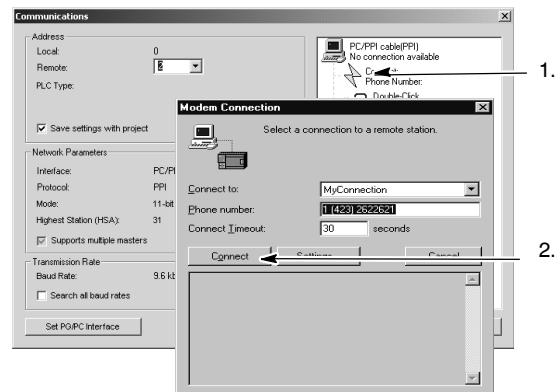 Communications
Address
Local: 0
Remote: 2
PLC Type:
Save settings with project
Network Parameters
Interface: PC/PI
Protocol: PPI
Mode: 11-bit
Highest Station (HSA): 31
Supports multiple masters
Transmission Rate
Baud Rate: 9.6 kb
Search all baud rates
Set PG/PC Interface
PC/PPI cable(PPI)
No connection available
Phone Number:
Double-Click
1.
Modem Connection
Select a connection to a remote station.
Connect to: MyConnection
Phone number: 1 (423) 2622621
Connect Timeout: 30 seconds
Connect Settings Cancel
2.